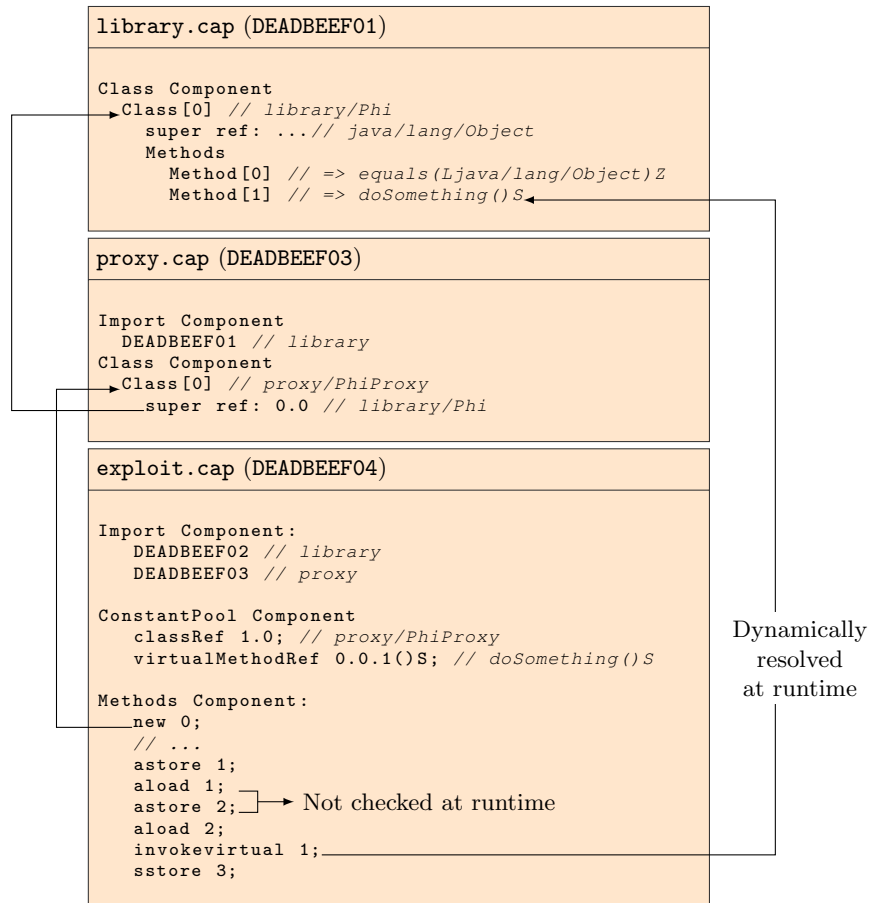 library.cap (DEADBEEF01)
Class Component
Class[0] // library/Phi
super ref: ...// java/lang/Object
Methods
Method[0] // => equals(Ljava/lang/Object)Z
Method[1] // => doSomething()S
proxy.cap (DEADBEEF03)
Import Component
DEADBEEF01 // library
Class Component
Class[0] // proxy/PhiProxy
super ref: 0.0 // library/Phi
exploit.cap (DEADBEEF04)
Import Component:
DEADBEEF02 // library
DEADBEEF03 // proxy
ConstantPool Component
classRef 1.0; // proxy/PhiProxy
virtualMethodRef 0.0.1()S; // doSomething()S
Methods Component:
new 0;
// ...
astore 1;
aload 1;
astore 2;
Not checked at runtime
aload 2;
invokevirtual 1;
sstore 3;
Dynamically
resolved
at runtime